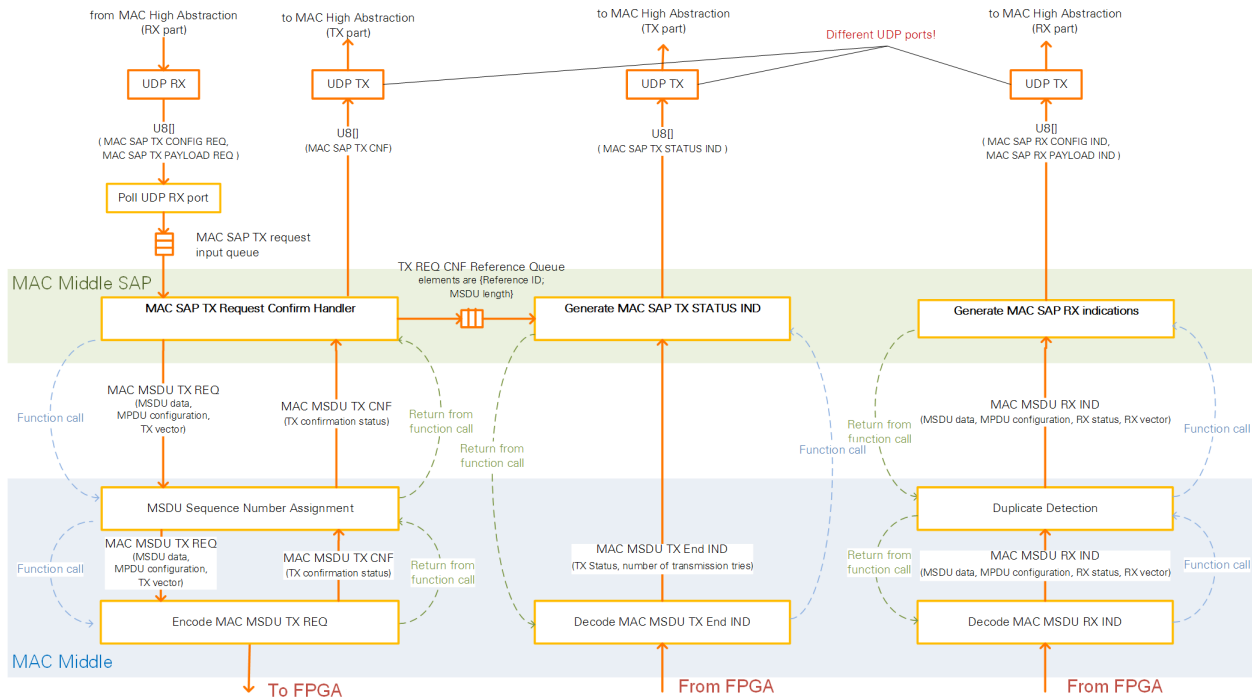 from MAC High Abstraction
(RX part)
to MAC High Abstraction
(TX part)
to MAC High Abstraction
(TX part)
to MAC High Abstraction
(RX part)
Different UDP ports!
UDP RX
UDP TX
UDP TX
UDP TX
U8[]
( MAC SAP TX CONFIG REQ,
MAC SAP TX PAYLOAD REQ )
U8[]
(MAC SAP TX CNF)
U8[]
( MAC SAP TX STATUS IND )
U8[]
( MAC SAP RX CONFIG IND,
MAC SAP RX PAYLOAD IND )
Poll UDP RX port
MAC SAP TX request
input queue
MAC Middle SAP
TX REQ CNF Reference Queue
elements are {Reference ID;
MSDU length}
MAC SAP TX Request Confirm Handler
Generate MAC SAP TX STATUS IND
Generate MAC SAP RX indications
Function call
MAC MSDU TX REQ
(MSDU data,
MPDU configuration,
TX vector)
MAC MSDU TX CNF
(TX confirmation status)
Return from
function call
Return from
function call
Function call
Return from
function call
MAC MSDU RX IND
(MSDU data, MPDU configuration, RX status, RX vector)
Function call
MSDU Sequence Number Assignment
Duplicate Detection
Function call
MAC MSDU TX REQ
(MSDU data,
MPDU configuration,
TX vector)
MAC MSDU TX CNF
(TX confirmation status)
Return from
function call
MAC MSDU TX End IND
(TX Status, number of transmission tries)
Return from
function call
MAC MSDU RX IND
(MSDU data, MPDU configuration, RX status, RX vector)
Function call
Encode MAC MSDU TX REQ
Decode MAC MSDU TX End IND
Decode MAC MSDU RX IND
MAC Middle
To FPGA
From FPGA
From FPGA